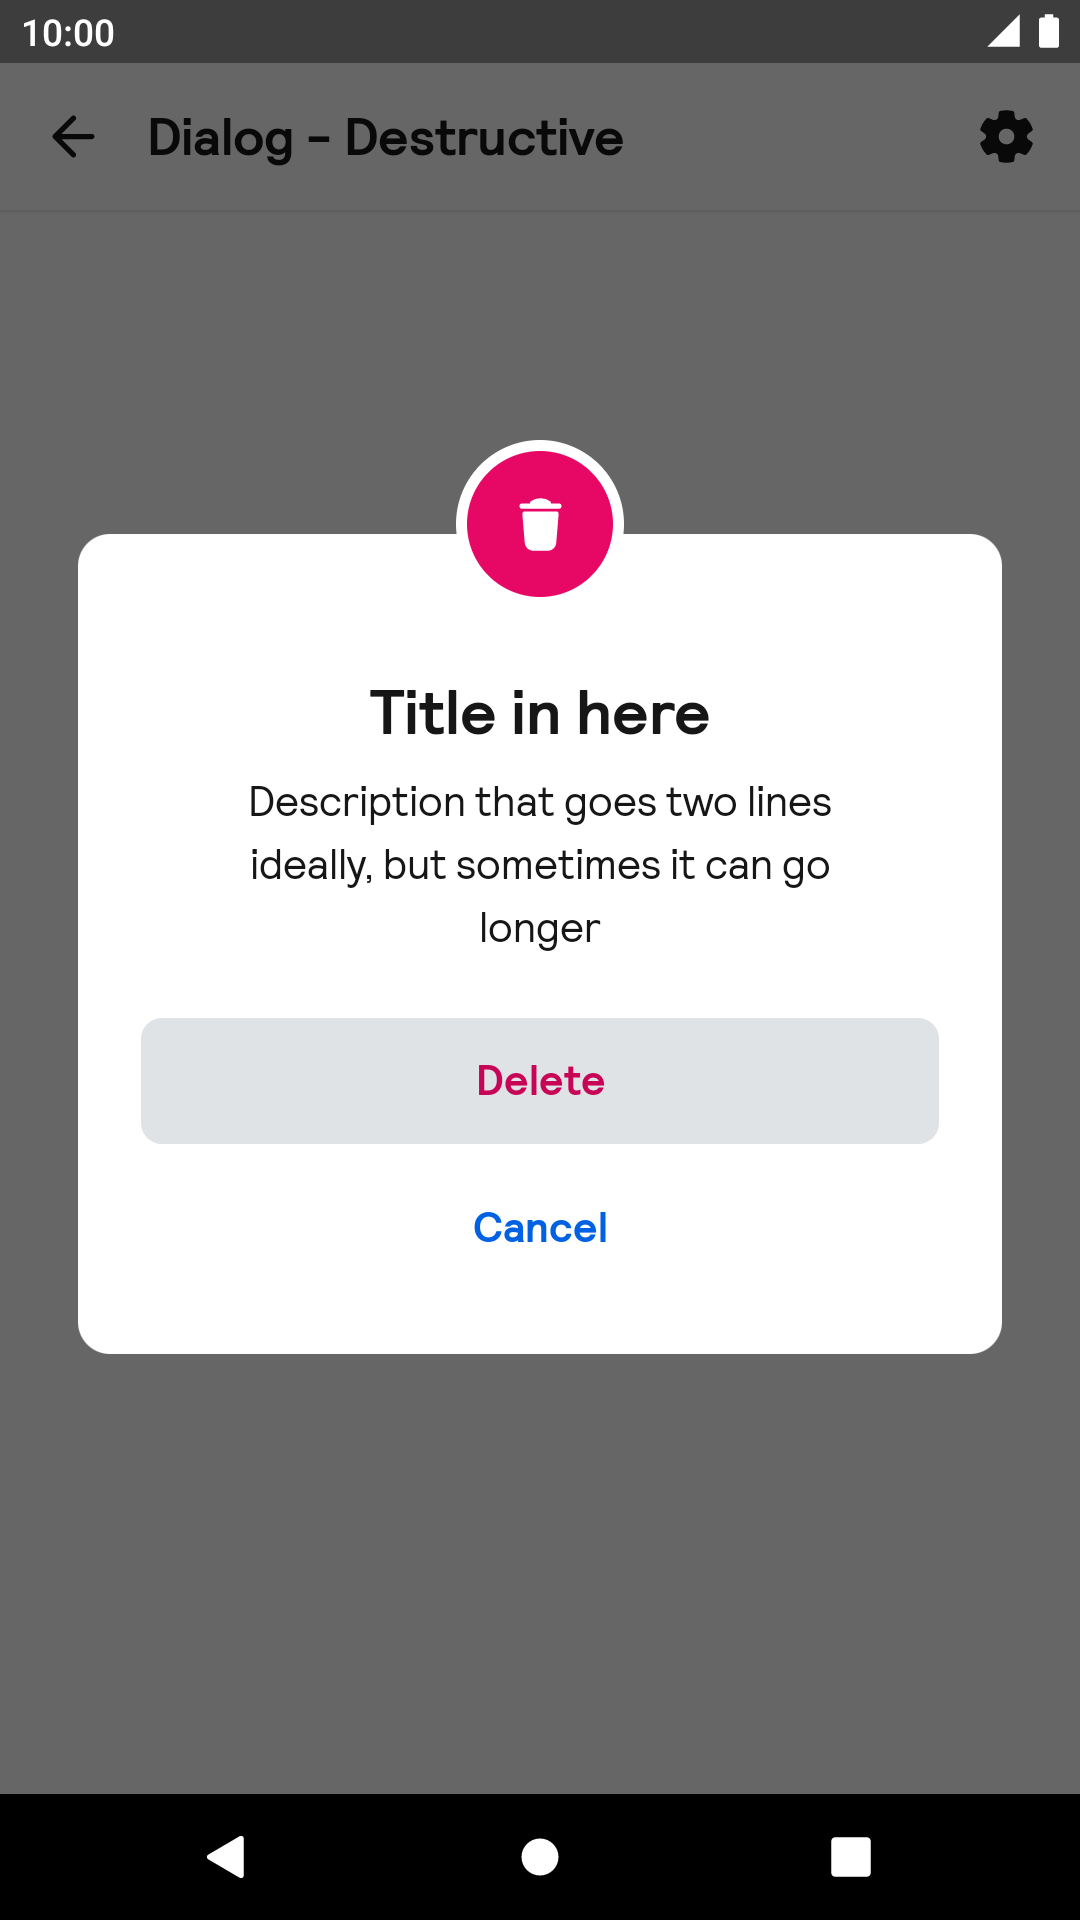 10:00
Dialog - Destructive
Title in here
Description that goes two lines
ideally, but sometimes it can go
longer
Delete
Cancel